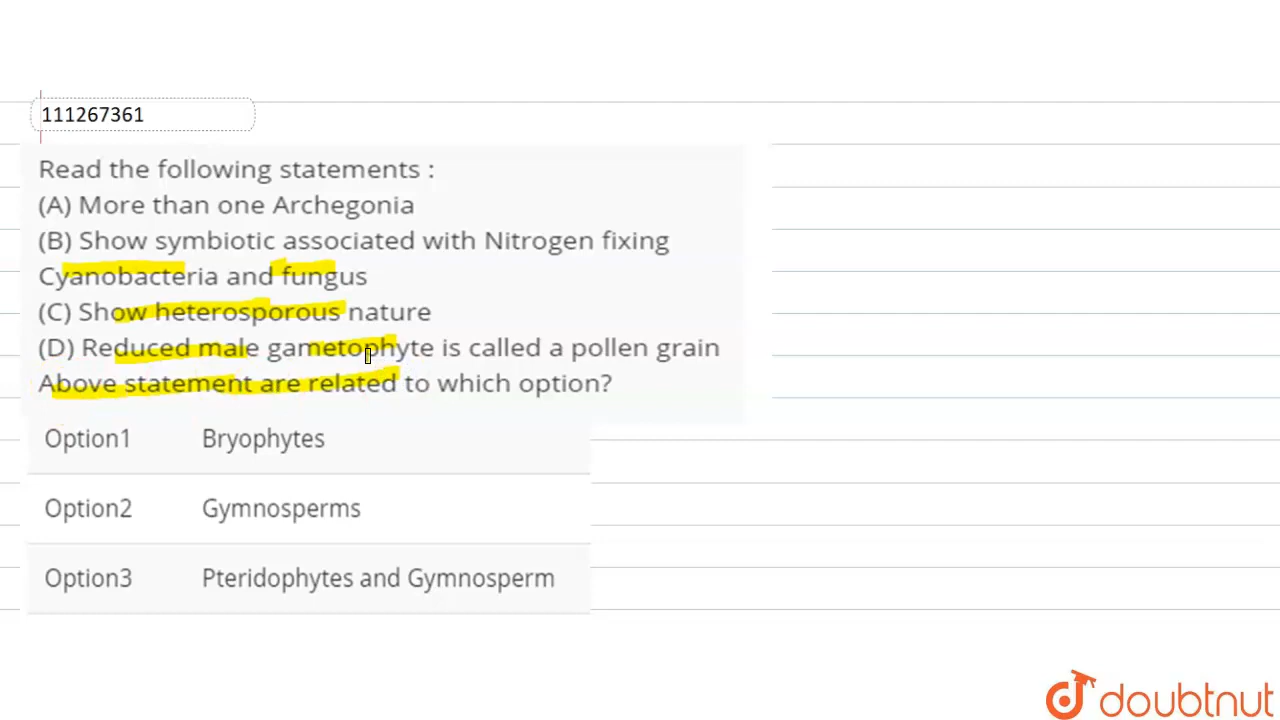 111267361
Read the following statements :
(A) More than one Archegonia
(B) Show symbiotic associated with Nitrogen fixing
Cyanobacteria and fungus
(C) Show heterosporous nature
(D) Reduced male gametophyte is called a pollen grain
Above statement are related to which option?
Option1 Bryophytes
Option2 Gymnosperms
Option3 Pteridophytes and Gymnosperm
doubtnut